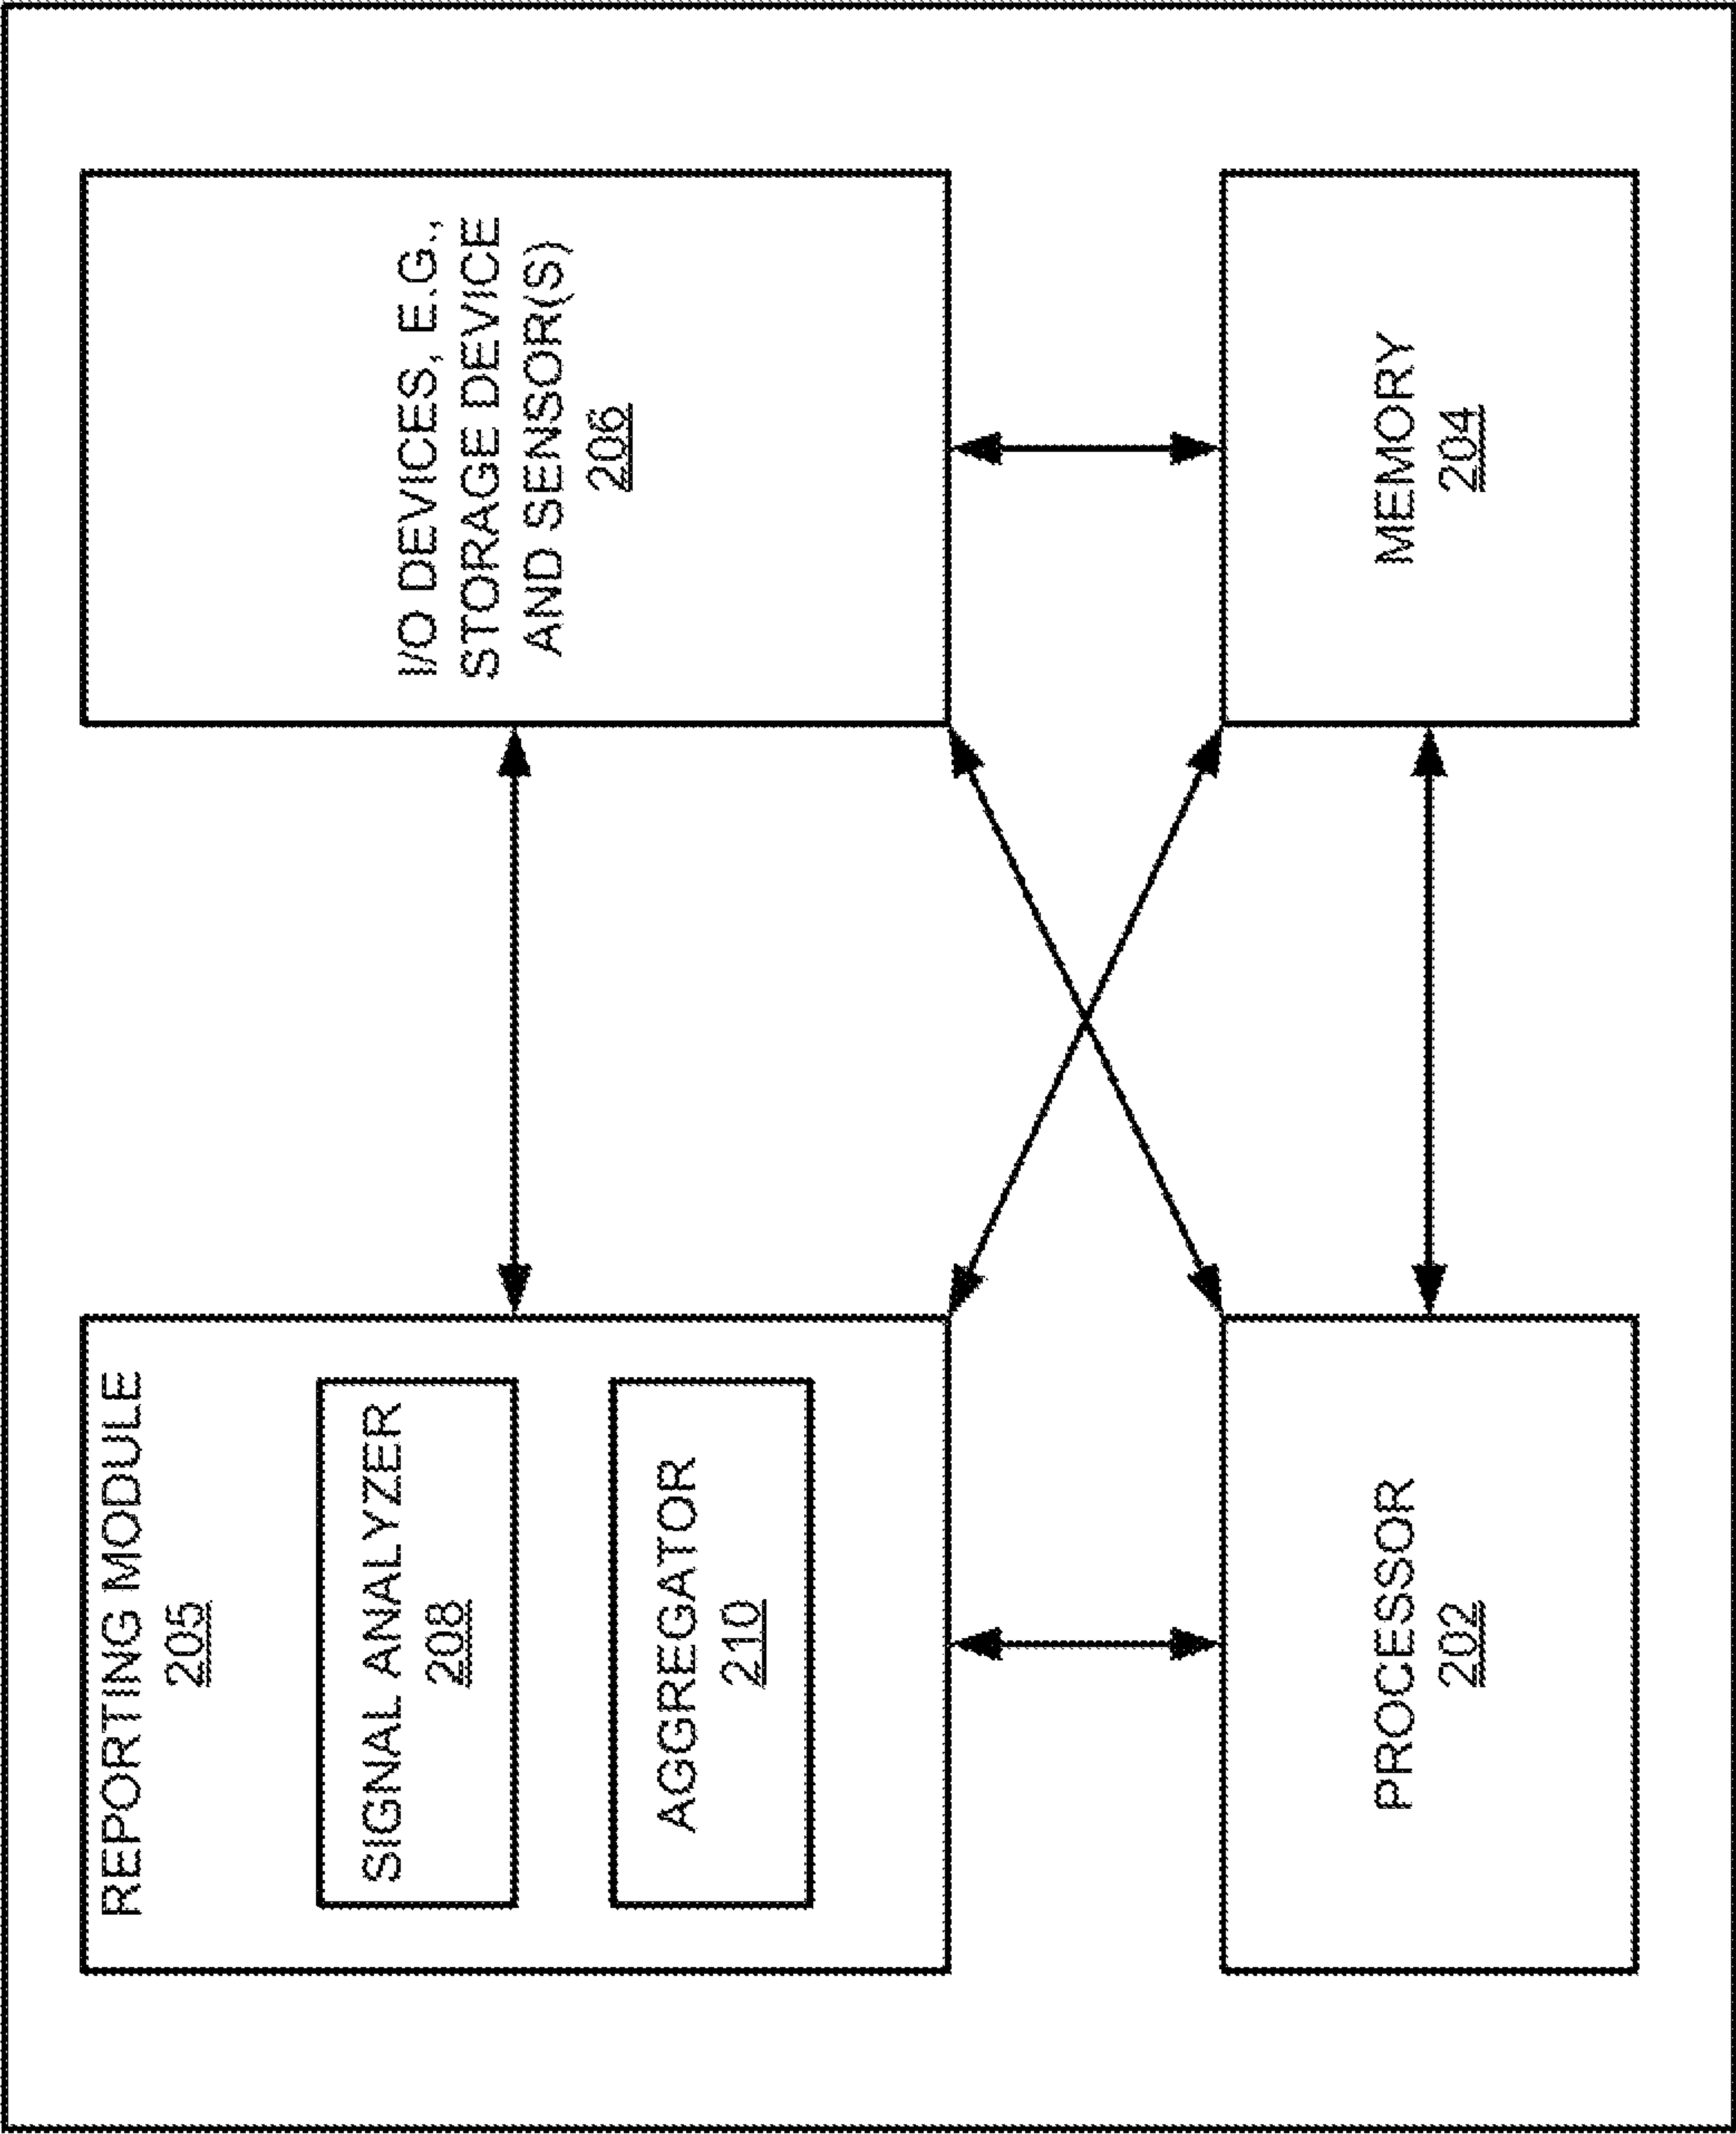 REPORTING MODULE
205
SIGNAL ANALYZER
208
AGGREGATOR
210
I/O DEVICES, E.G.,
STORAGE DEVICE
AND SENSOR(S)
206
PROCESSOR
202
MEMORY
204